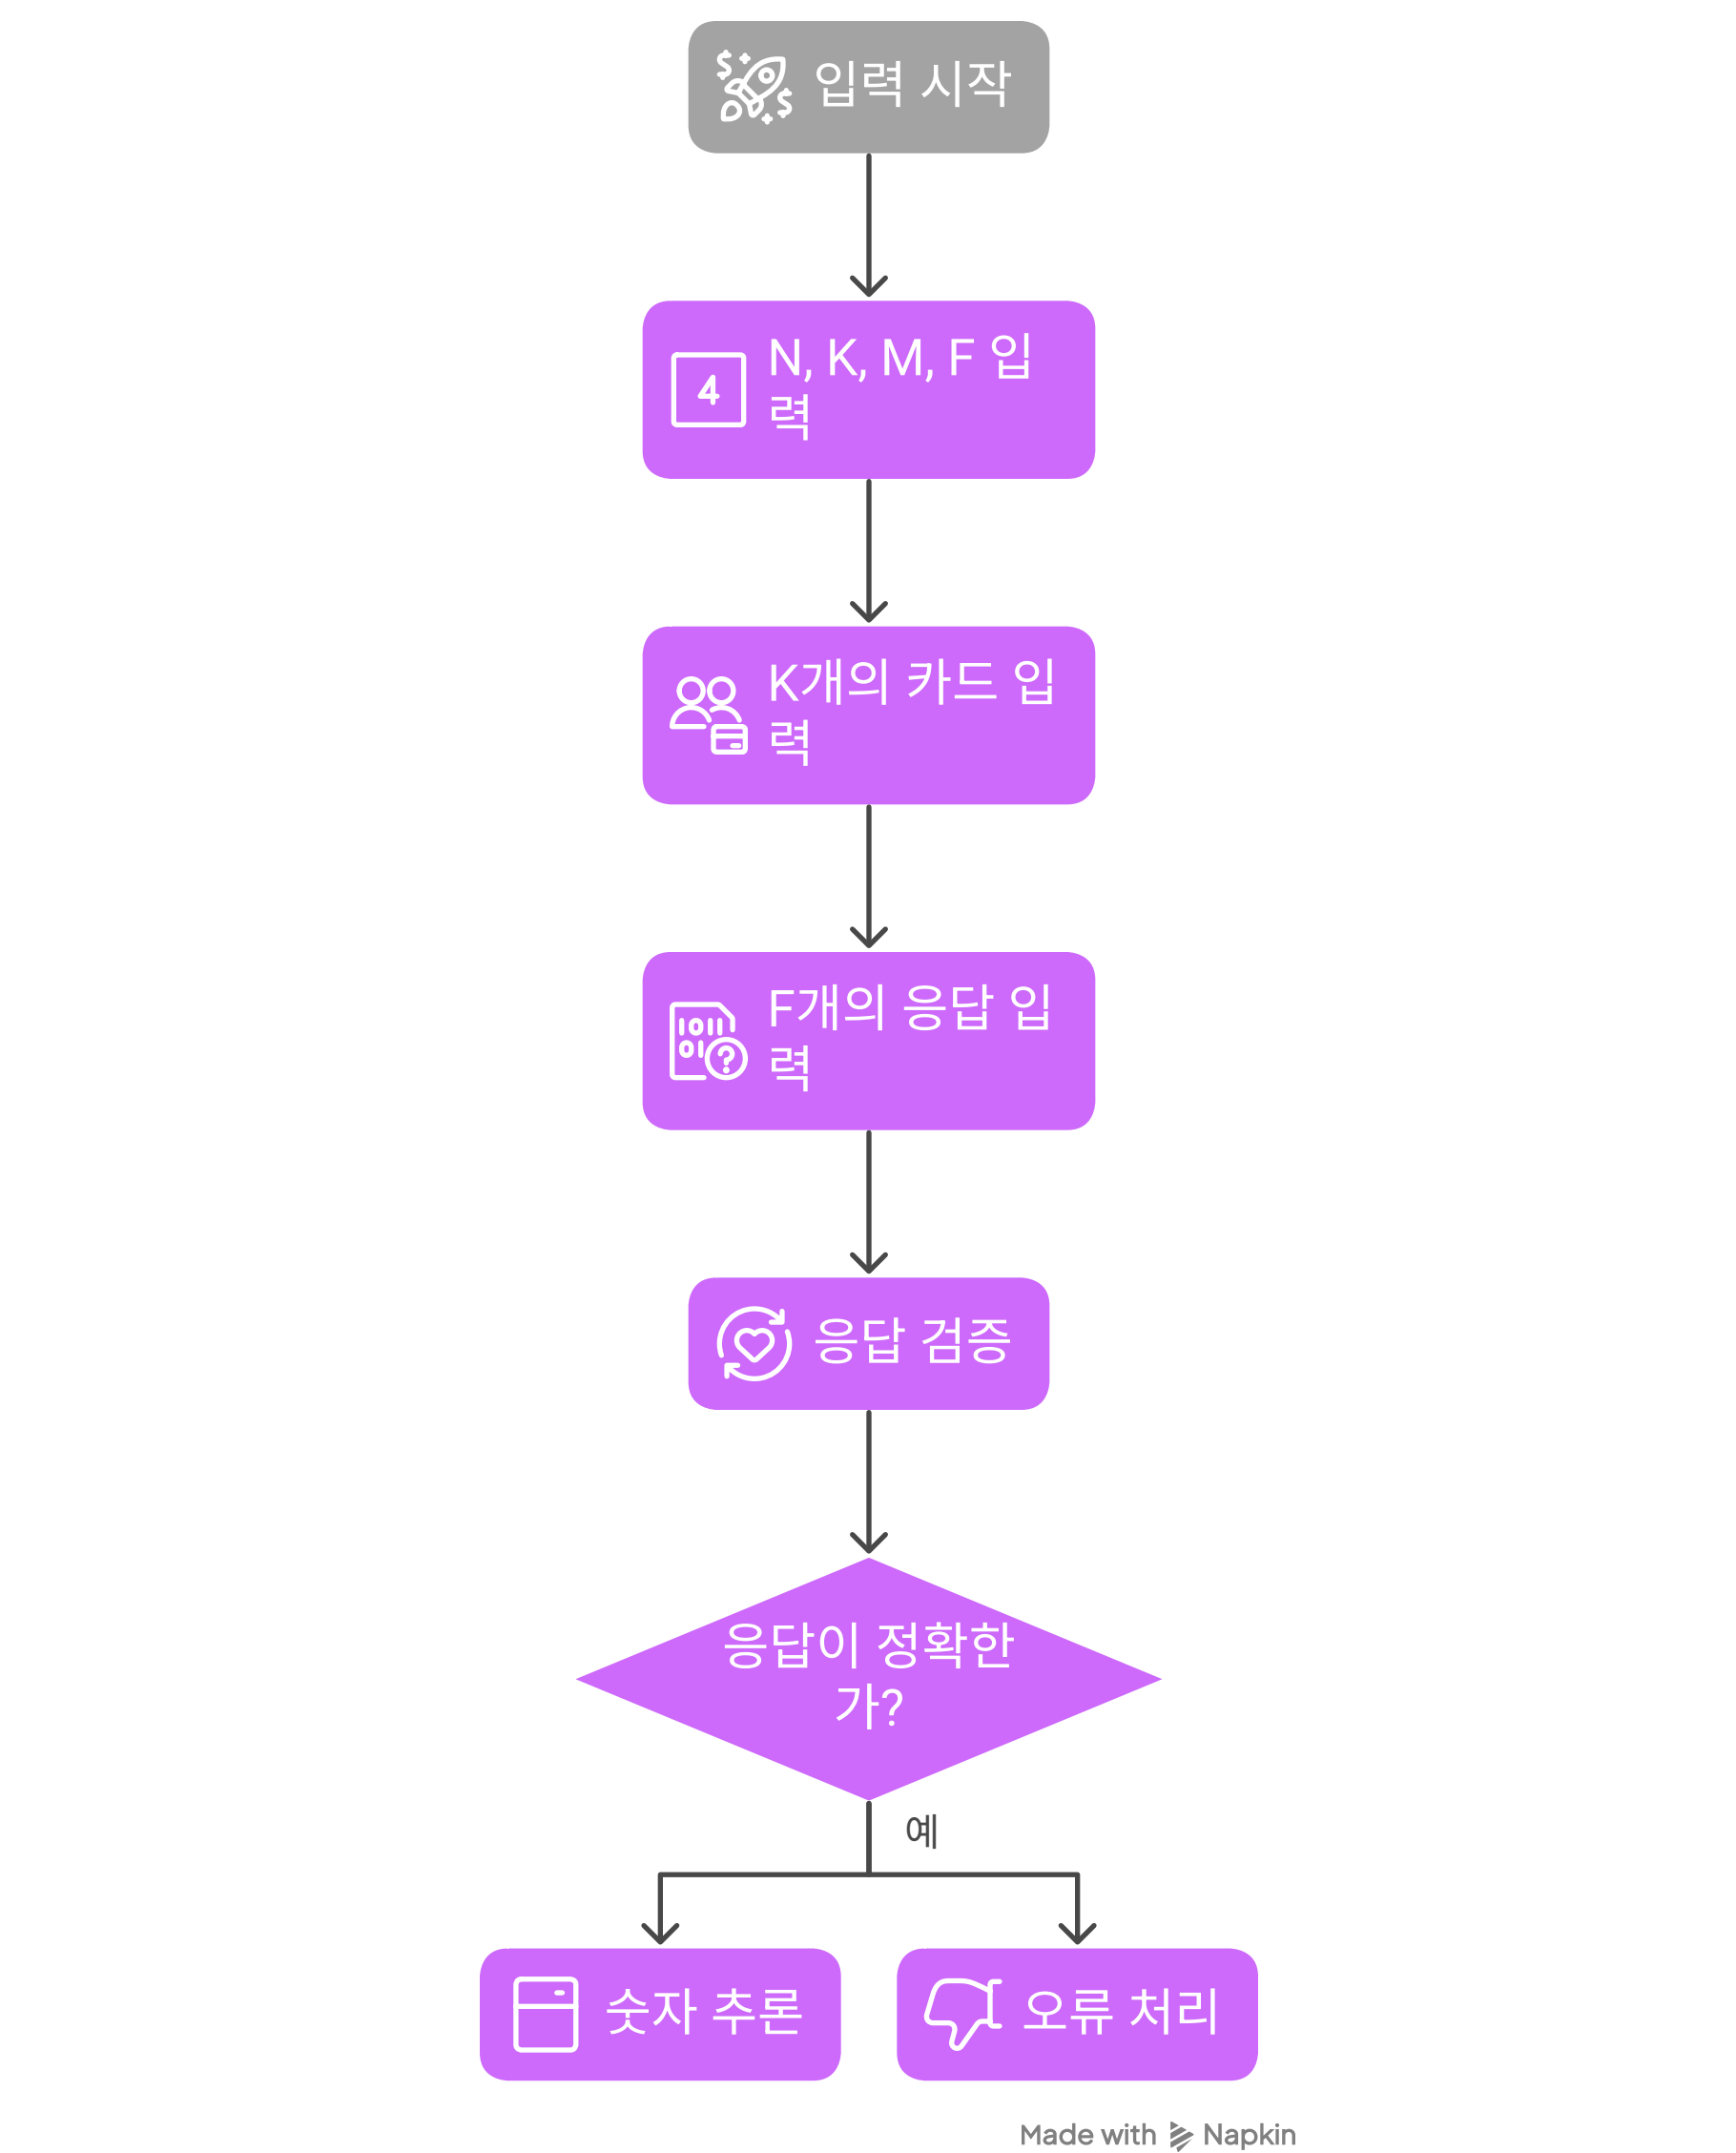 입력 시작
N, K, M, F 입
력
4
K개의 카드 입
력
F개의 응답 입
력
응답 검증
응답이 정확한
가?
예
숫자 추론
오류 처리
Made with Napkin